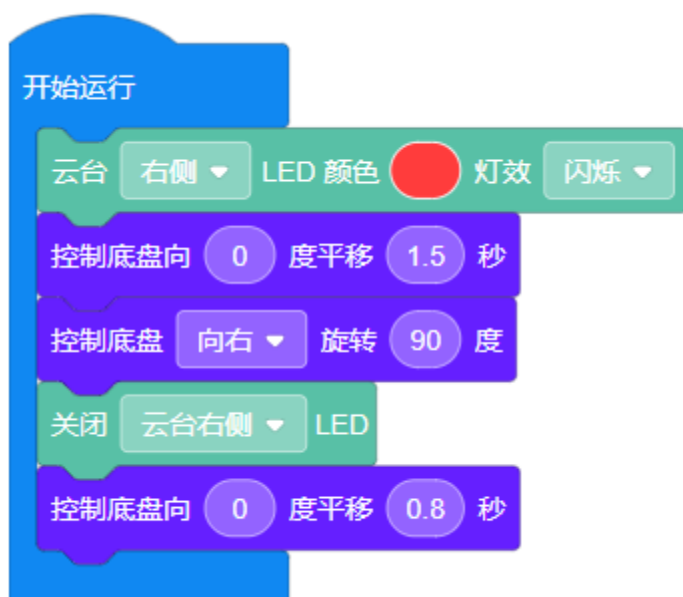 开始运行
云台 右侧 LED 颜色 灯效 闪烁
控制底盘向 0 度平移 1.5 秒
控制底盘 向右 旋转 90 度
关闭 云台右侧 LED
控制底盘向 0 度平移 0.8 秒